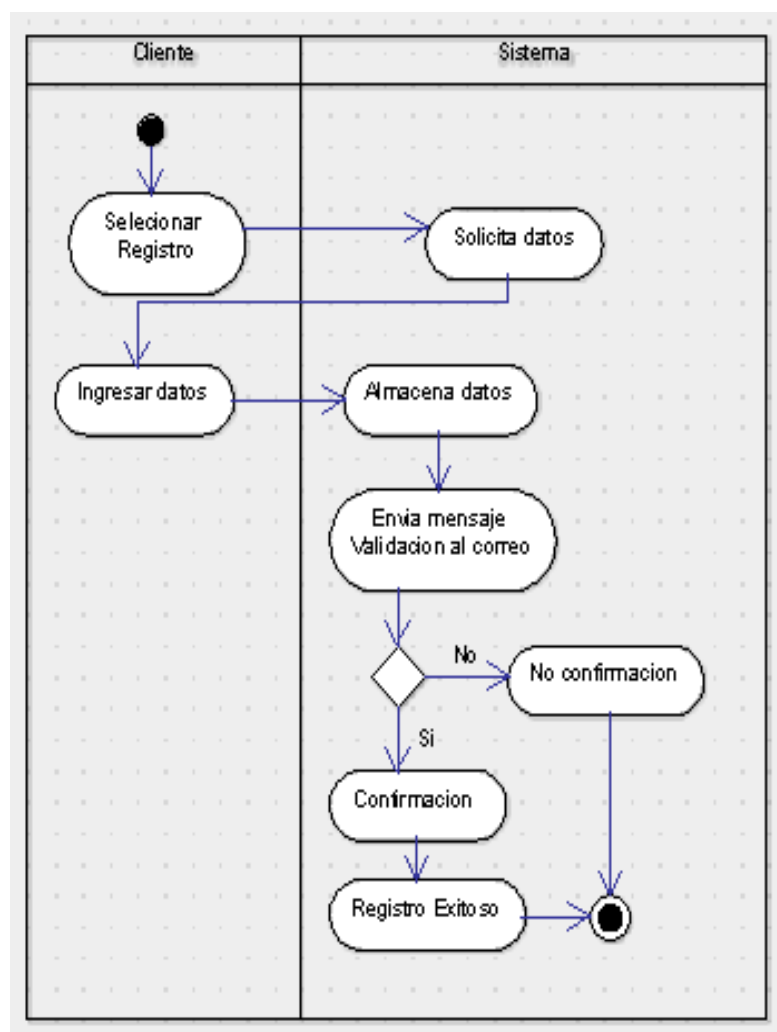 Cliente
Sistema
Selecionar
Registro
Solicita datos
Ingresar datos
Almacena datos
Envia mensaje
Validacion al correo
No
No confirmacion
Si
Confirmacion
Registro Exitoso